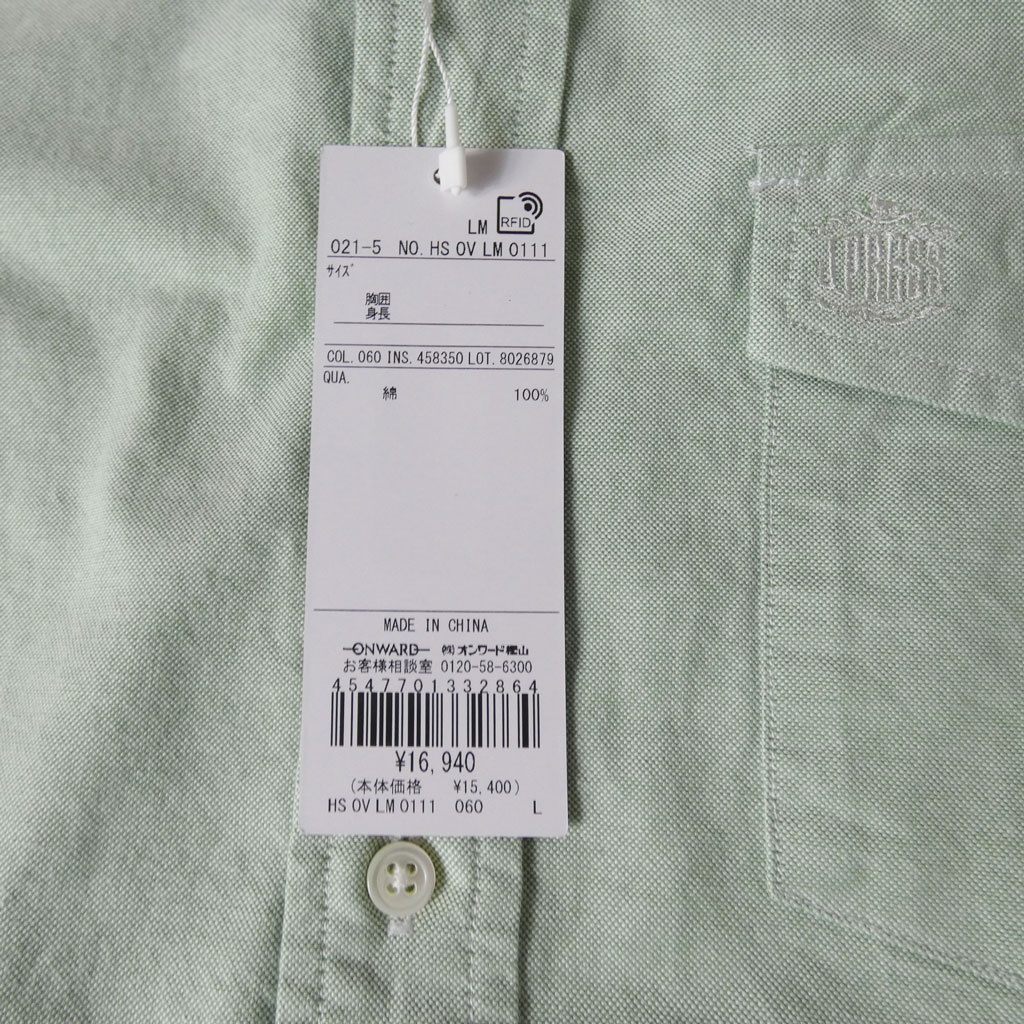 LM RFID
021-5 NO. HS OV LM 0111
サイズ
胸囲
身長
COL. 060 INS. 458350 LOT. 8026879
QUA.
綿 100%
MADE IN CHINA
ONWARD ㈱オンワード樫山
お客様相談室 0120-58-6300
4547701332864
¥16,940
(本体価格 ¥15,400)
HS OV LM 0111 060 L
J.PRESS